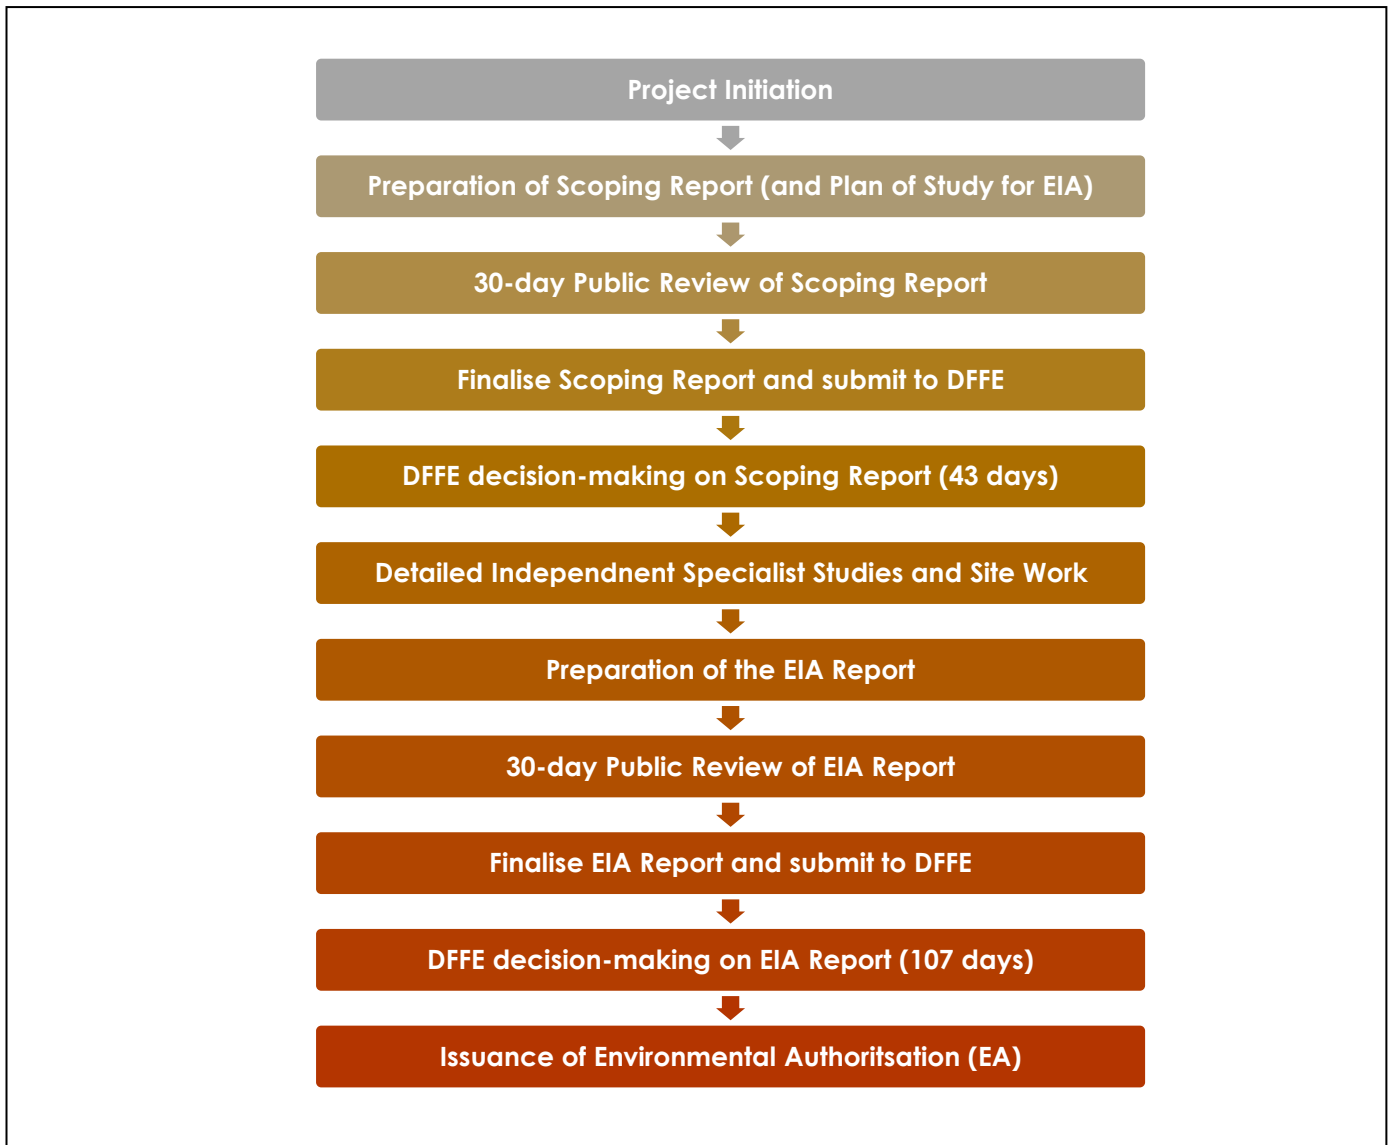 Project Initiation
Preparation of Scoping Report (and Plan of Study for EIA)
30-day Public Review of Scoping Report
Finalise Scoping Report and submit to DFFE
DFFE decision-making on Scoping Report (43 days)
Detailed Independnent Specialist Studies and Site Work
Preparation of the EIA Report
30-day Public Review of EIA Report
Finalise EIA Report and submit to DFFE
DFFE decision-making on EIA Report (107 days)
Issuance of Environmental Authoritsation (EA)